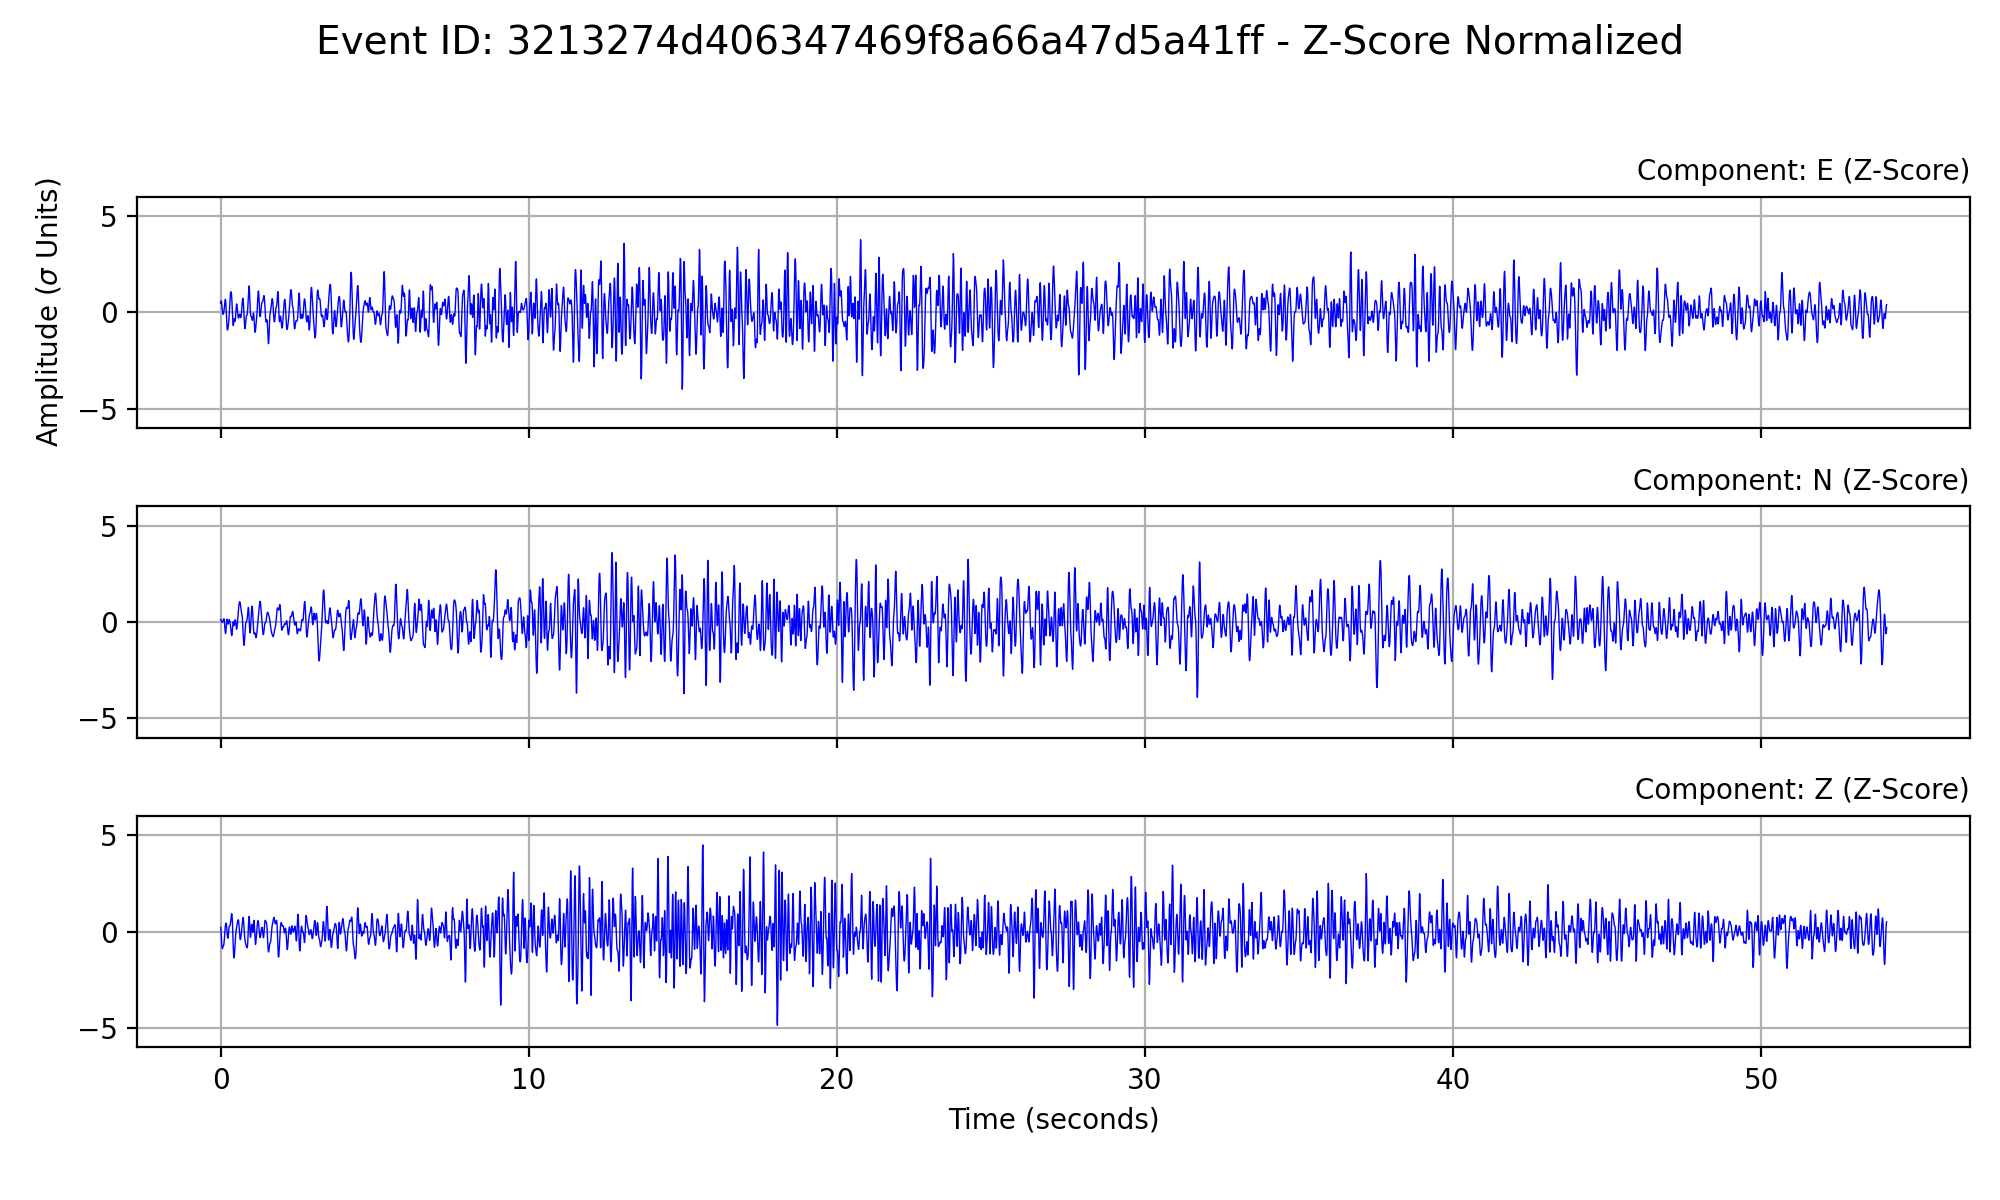 Event ID: 3213274d406347469f8a66a47d5a41ff - Z-Score Normalized
Component: E (Z-Score)
Amplitude (σ Units)
5
0
−5
Component: N (Z-Score)
5
0
−5
Component: Z (Z-Score)
5
0
−5
0 10 20 30 40 50
Time (seconds)